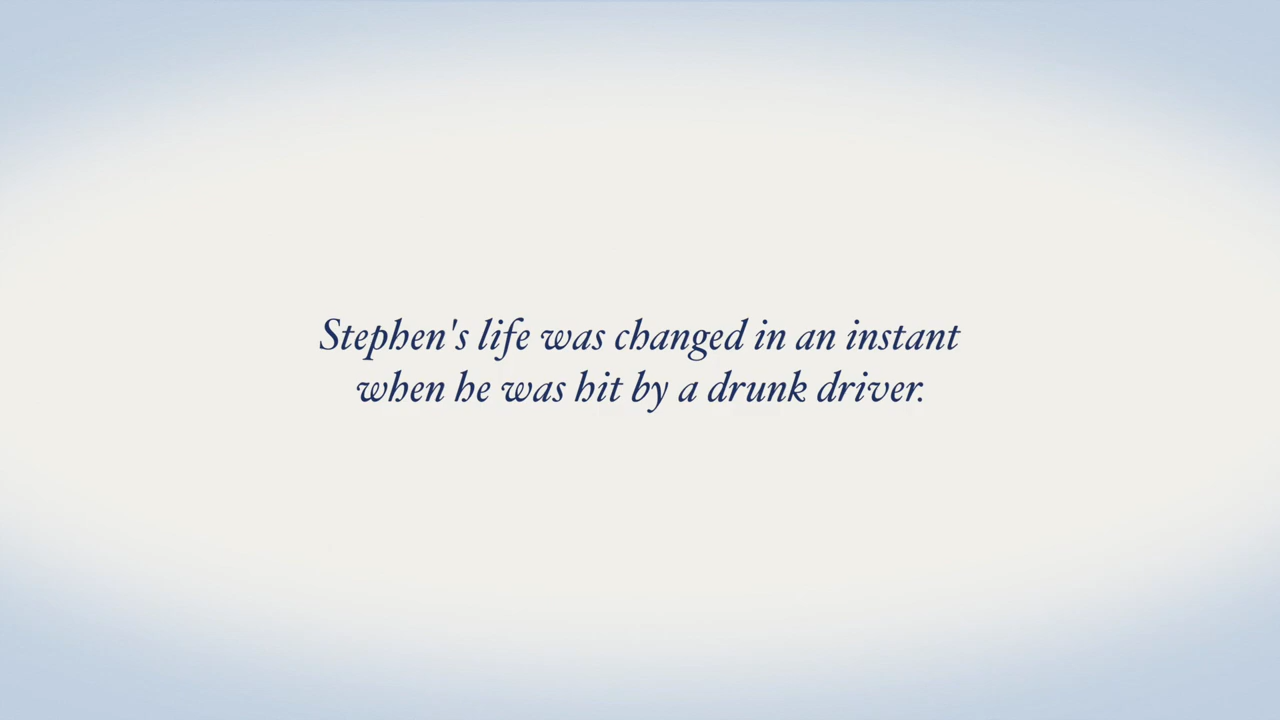 Stephen's life was changed in an instant
when he was hit by a drunk driver.